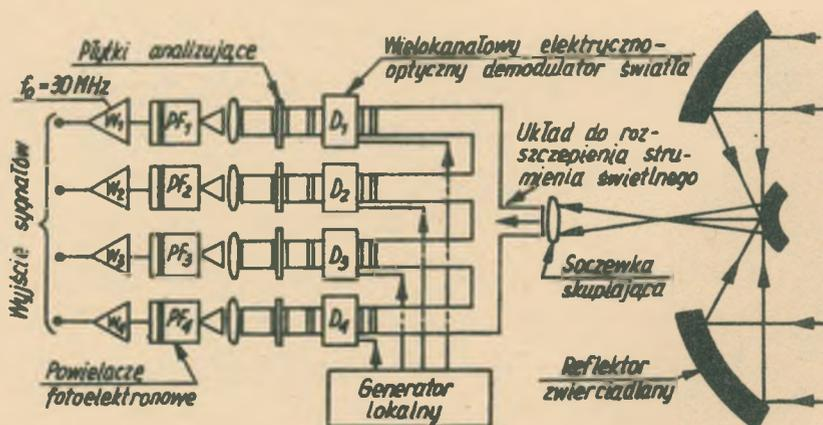 Płytki analizujące
Wielokanałowy elektryczno-
optyczny demodulator światła
f₀ = 30 MHz
Układ do roz-
szczepienia stru-
mienia świetlnego
Wyjście sygnałów
W₁ PF₁ D₁
W₂ PF₂ D₂
W₃ PF₃ D₃
W₄ PF₄ D₄
Soczewka
skupiająca
Powielacze
fotoelektronowe
Generator
lokalny
Reflektor
zwierciadlany